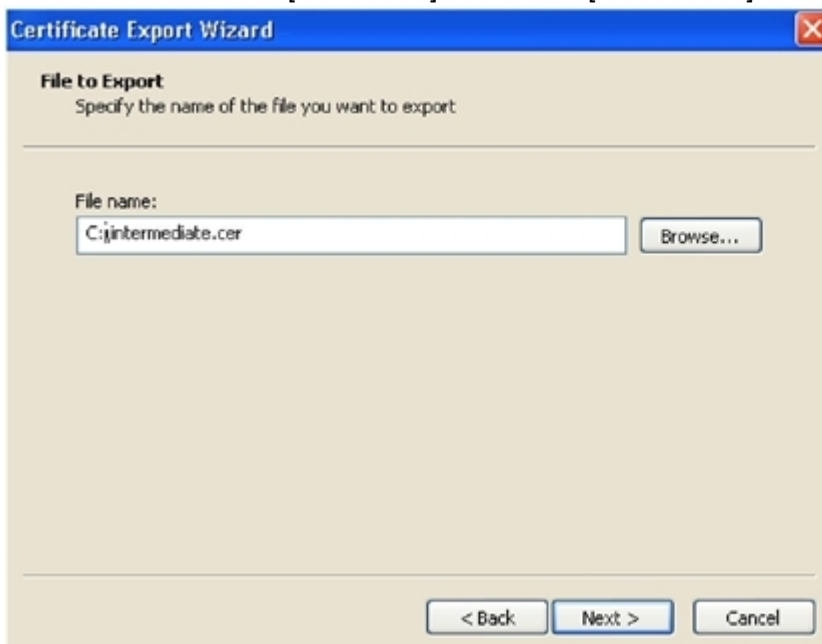 Certificate Export Wizard
File to Export
Specify the name of the file you want to export
File name:
C:\intermediate.cer
Browse...
< Back
Next >
Cancel